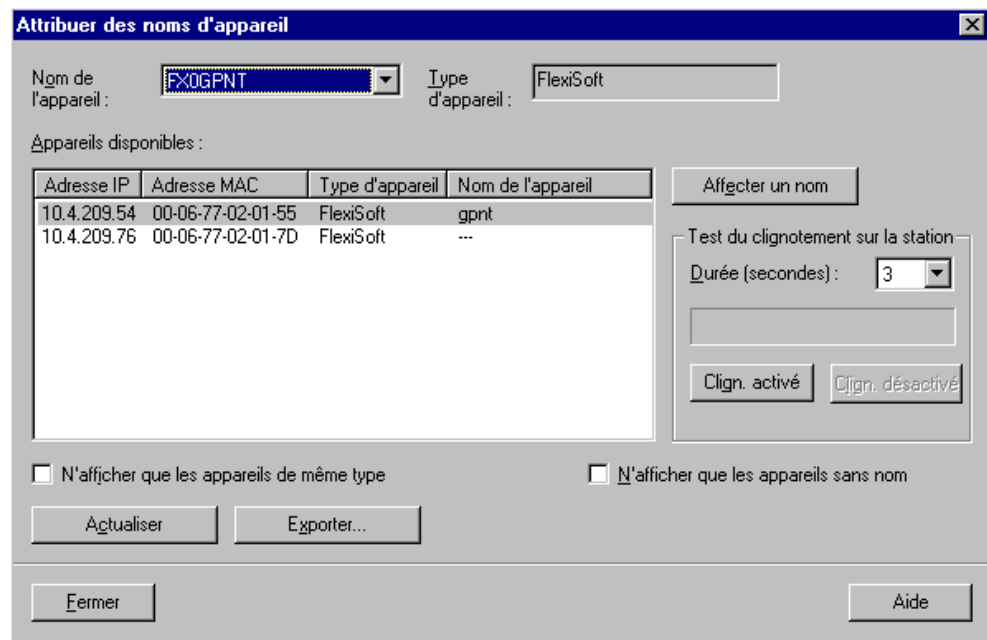 Attribuer des noms d'appareil
Nom de l'appareil :
FX0GPNT
Type d'appareil :
FlexiSoft
Appareils disponibles :
Adresse IP Adresse MAC Type d'appareil Nom de l'appareil
10.4.209.54 00-06-77-02-01-55 FlexiSoft gpnt
10.4.209.76 00-06-77-02-01-7D FlexiSoft ---
Affecter un nom
Test du clignotement sur la station
Durée (secondes) : 3
Clign. activé Clign. désactivé
N'afficher que les appareils de même type
N'afficher que les appareils sans nom
Actualiser Exporter...
Fermer Aide